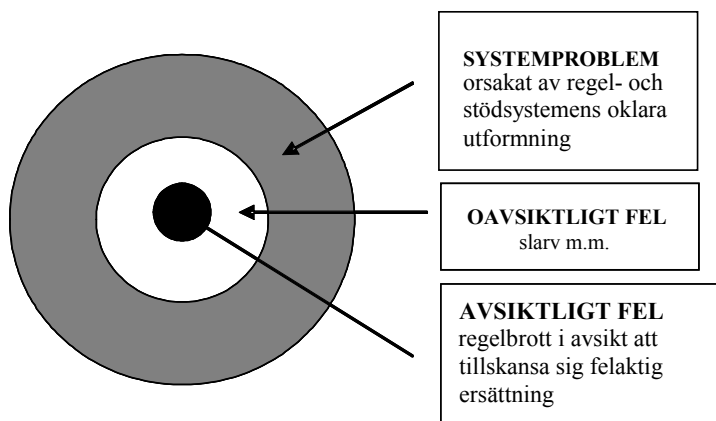 SYSTEMPROBLEM
orsakat av regel- och
stödsystemens oklara
utformning
OAVSIKTLIGT FEL
slarv m.m.
AVSIKTLIGT FEL
regelbrott i avsikt att
tillskansa sig felaktig
ersättning